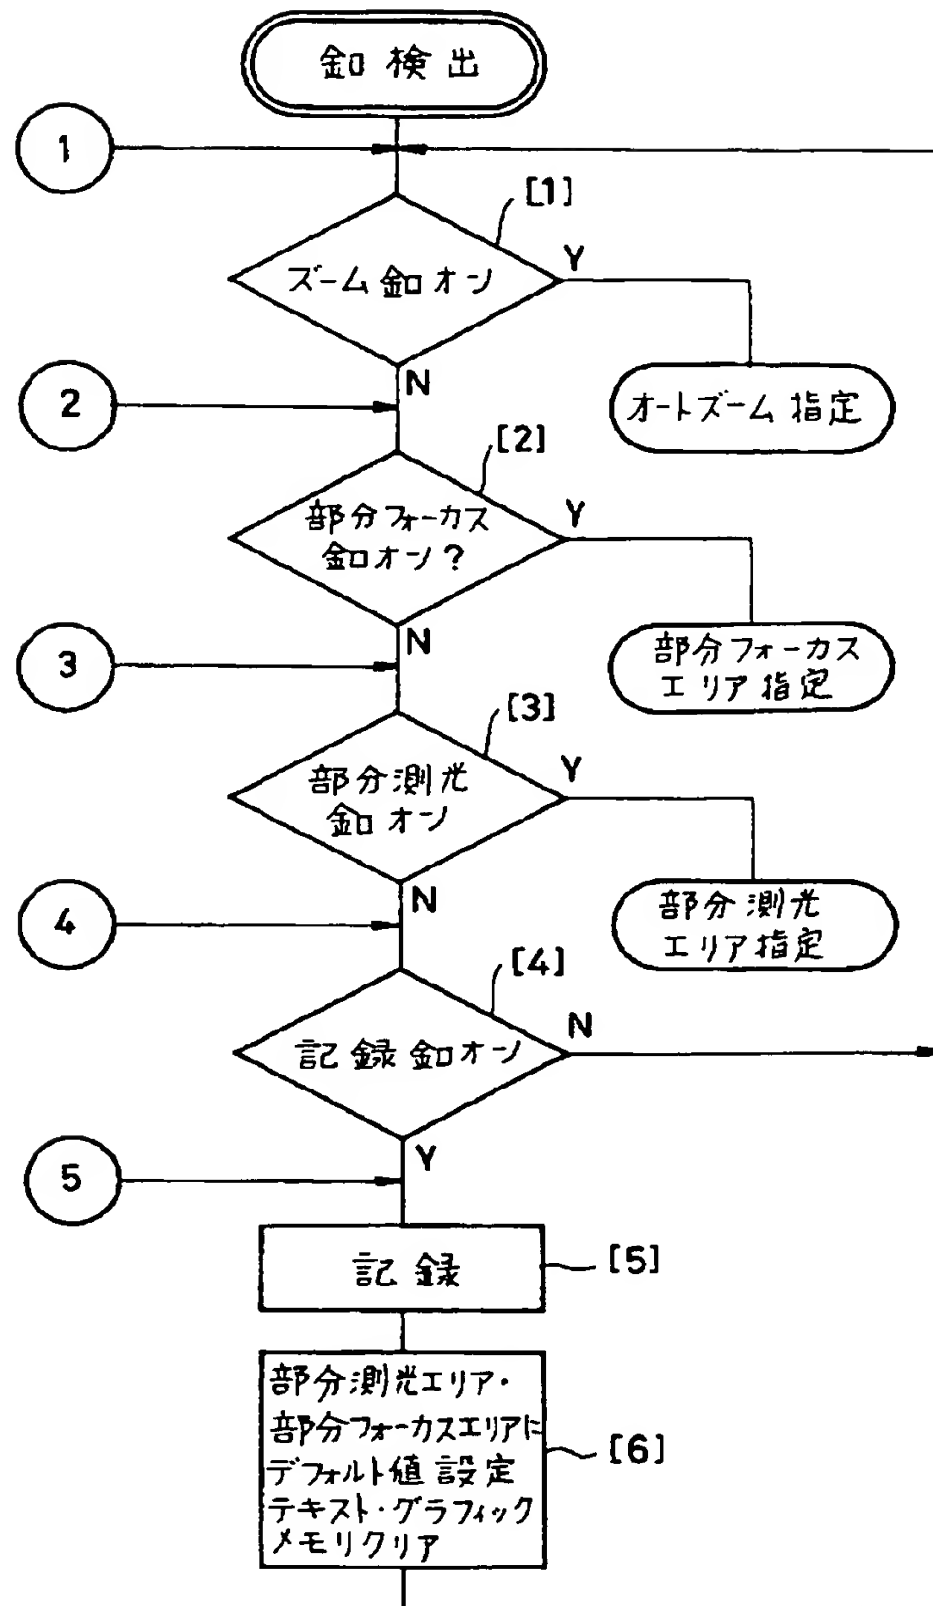 釦検出
1
[1]
ズーム釦オン
Y
N
オートズーム指定
2
[2]
部分フォーカス
釦オン?
Y
N
部分フォーカス
エリア指定
3
[3]
部分測光
釦オン
Y
N
部分測光
エリア指定
4
[4]
記録釦オン
N
Y
5
記録
[5]
部分測光エリア・
部分フォーカスエリアに
デフォルト値設定
テキスト・グラフィック
メモリクリア
[6]